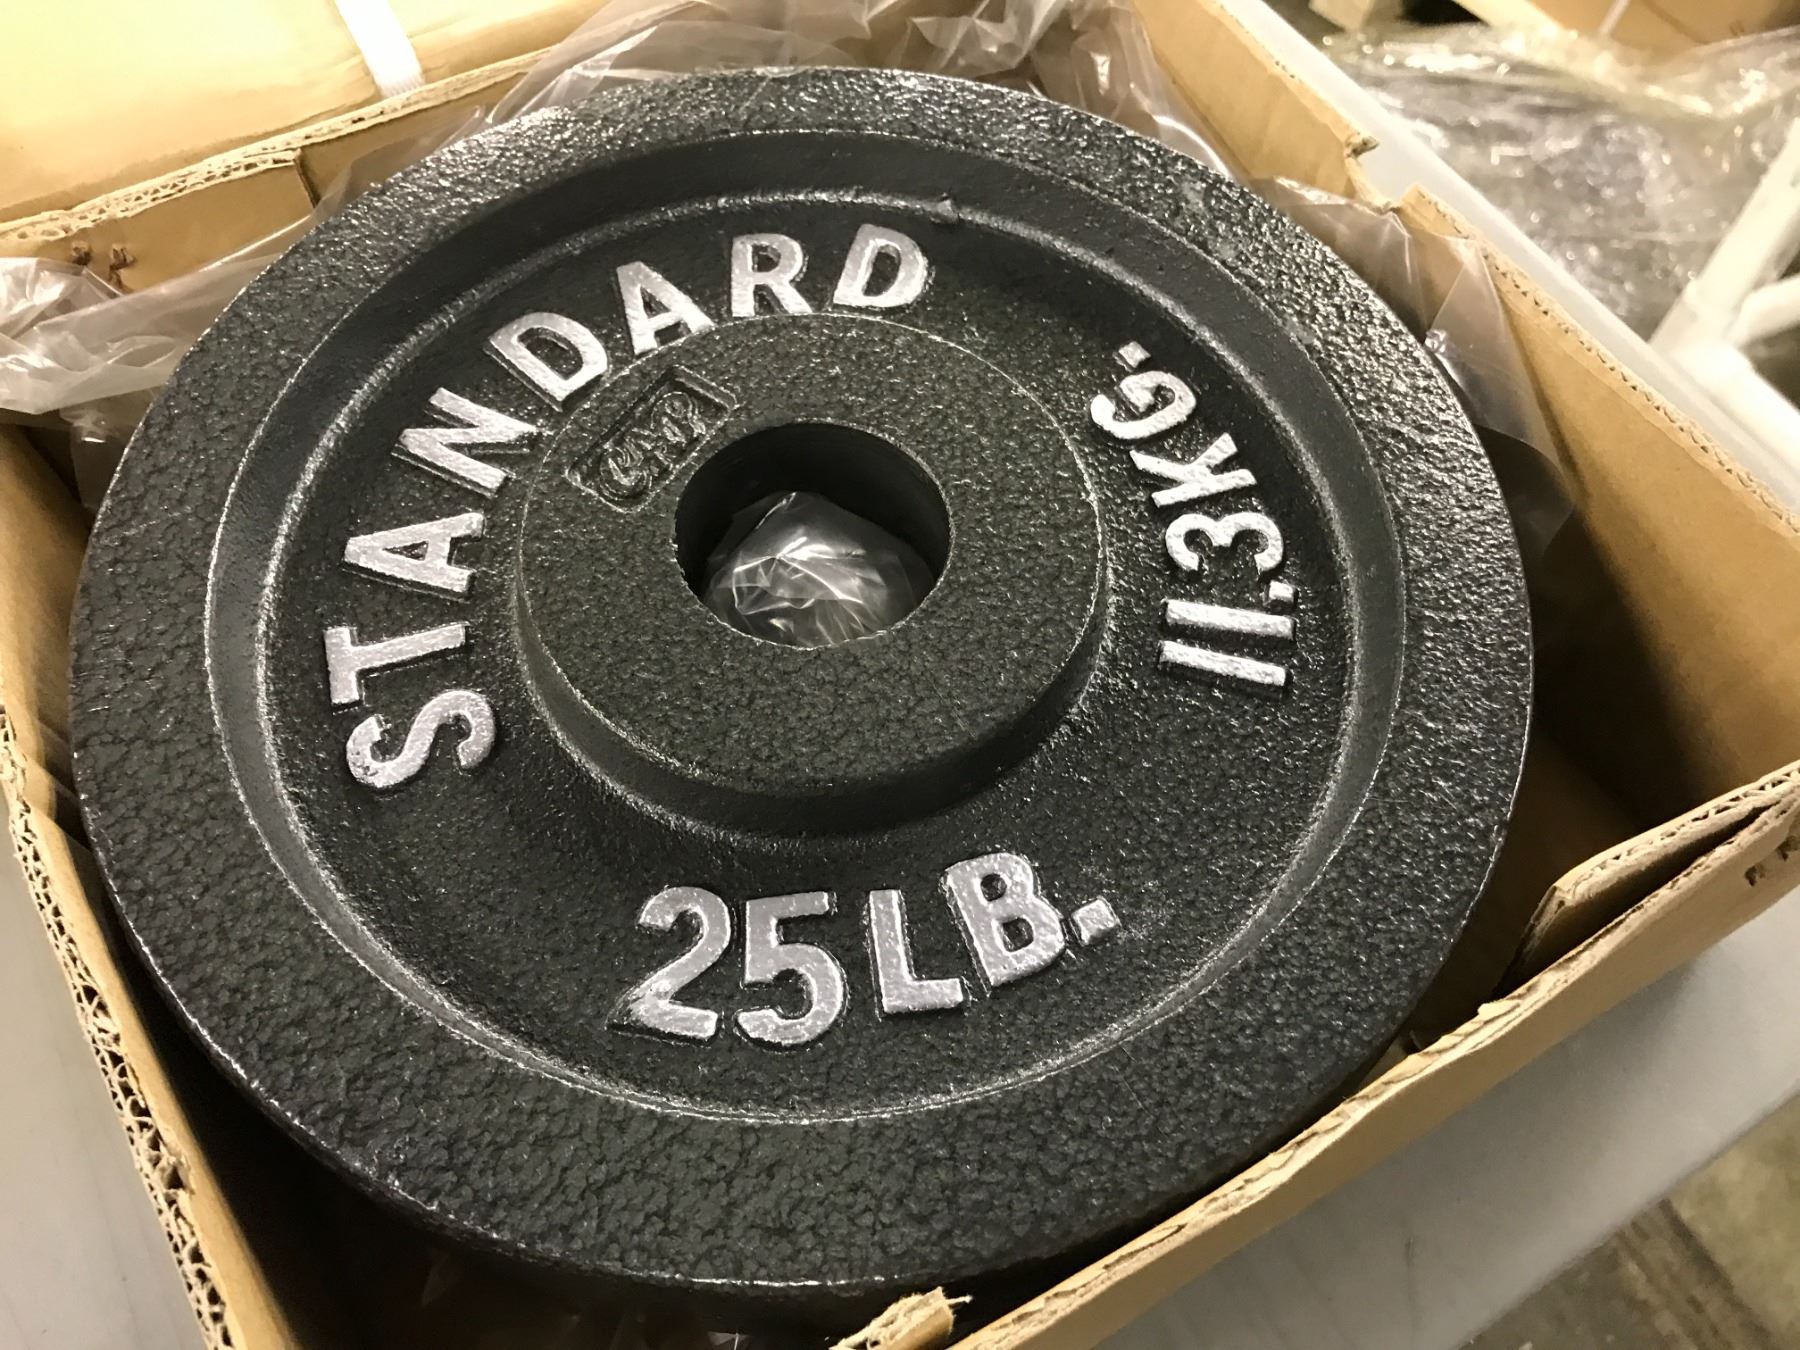 STANDARD
11.3KG.
25LB.